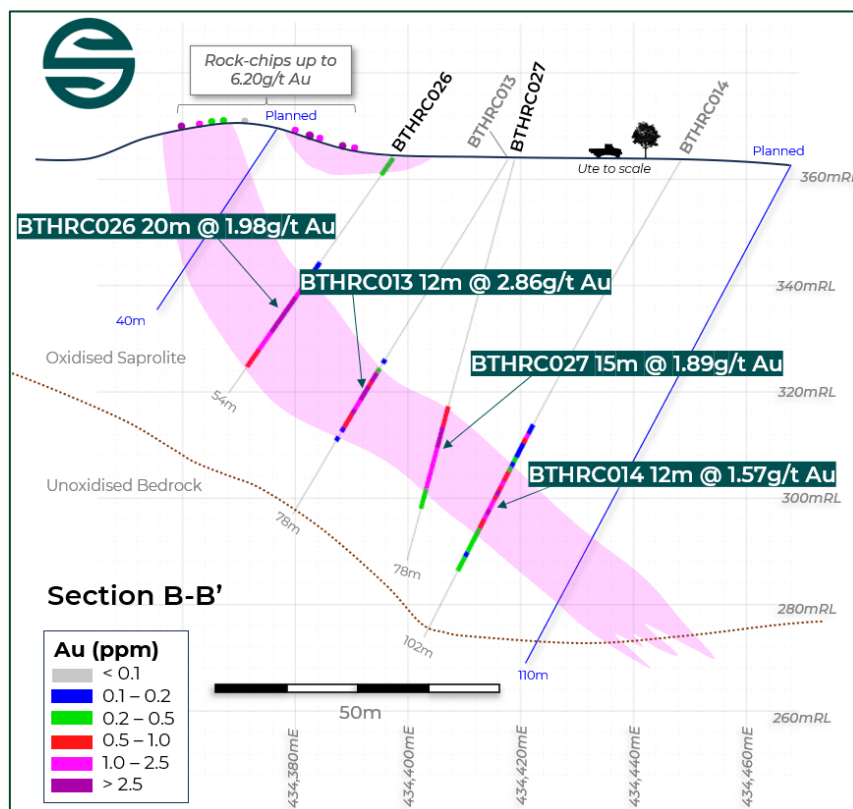 Rock-chips up to
6.20g/t Au
Planned
BTHRC026
BTHRC013
BTHRC027
BTHRC014
Planned
Ute to scale
360mRL
BTHRC026 20m @ 1.98g/t Au
BTHRC013 12m @ 2.86g/t Au
340mRL
40m
Oxidised Saprolite
BTHRC027 15m @ 1.89g/t Au
320mRL
54m
BTHRC014 12m @ 1.57g/t Au
Unoxidised Bedrock
300mRL
78m
78m
Section B-B’
280mRL
102m
110m
Au (ppm)
< 0.1
0.1 – 0.2
0.2 – 0.5
0.5 – 1.0
1.0 – 2.5
> 2.5
50m
260mRL
434,380mE
434,400mE
434,420mE
434,440mE
434,460mE